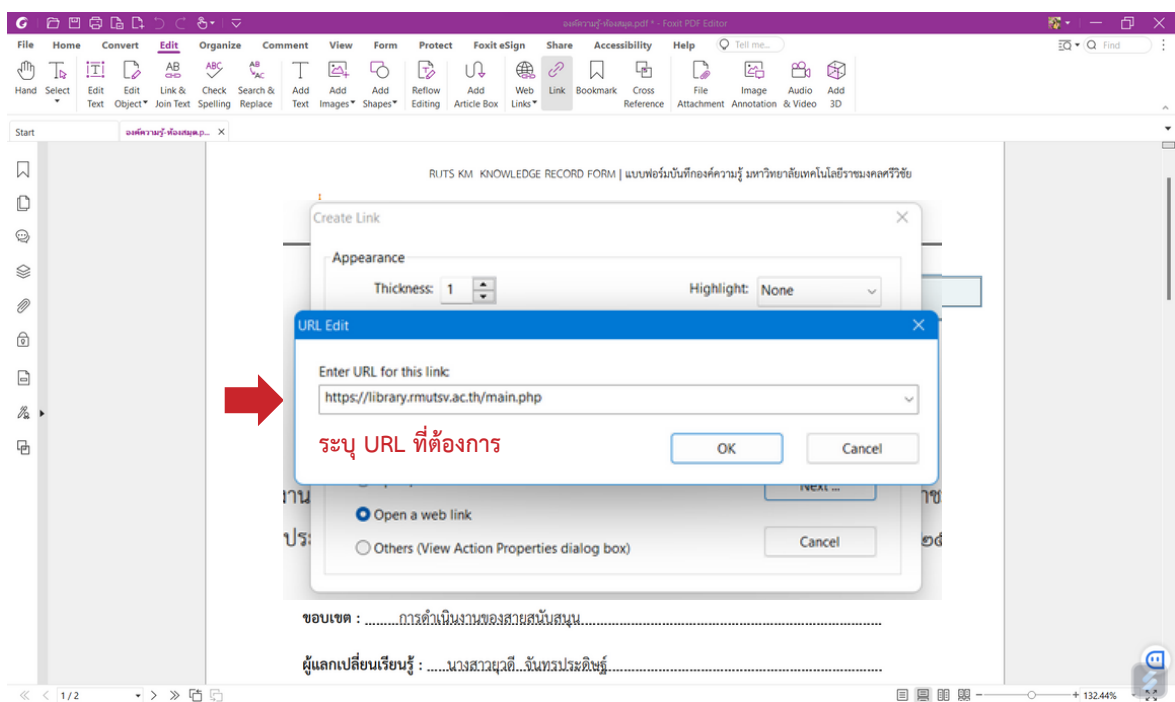 องค์ความรู้-ห้องสมุด.pdf * - Foxit PDF Editor
File Home Convert Edit Organize Comment View Form Protect Foxit eSign Share Accessibility Help Tell me... Find
Hand Select Edit Text Edit Object Link & Join Text Check Spelling Search & Replace Add Text Add Images Add Shapes Reflow Editing Add Article Box Web Links Link Bookmark Cross Reference File Attachment Image Annotation Audio & Video Add 3D
Start องค์ความรู้-ห้องสมุด.p...
RUTS KM KNOWLEDGE RECORD FORM | แบบฟอร์มบันทึกองค์ความรู้ มหาวิทยาลัยเทคโนโลยีราชมงคลศรีวิชัย
1
Create Link
Appearance
Thickness: 1 Highlight: None
URL Edit
Enter URL for this link:
https://library.rmutsv.ac.th/main.php
ระบุ URL ที่ต้องการ
OK Cancel
Next ...
Open a web link
Others (View Action Properties dialog box) Cancel
ขอบเขต : .........การดำเนินงานของสายสนับสนุน
ผู้แลกเปลี่ยนเรียนรู้ : .....นางสาวยุวดี จันทรประดิษฐ์
1 / 2 132.44%